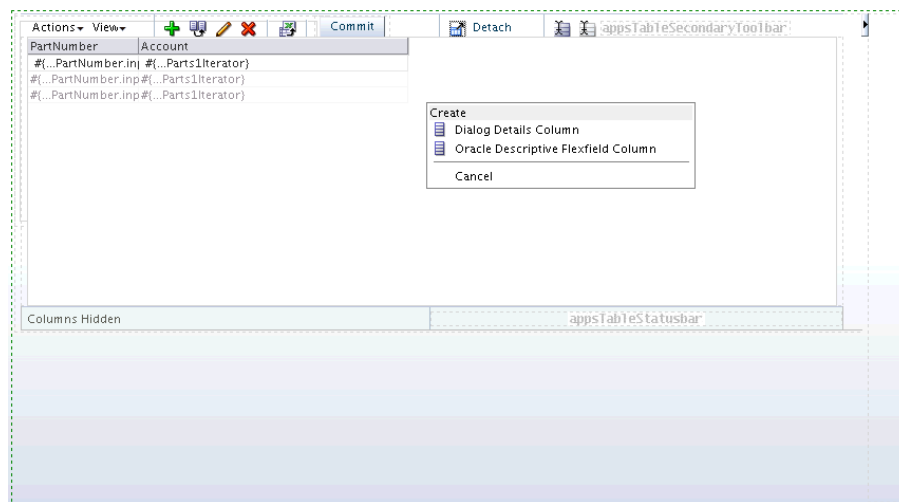 Actions View Commit Detach appsTableSecondaryToolbar
PartNumber Account
#{...PartNumber.inp #{...Parts1Iterator}
#{...PartNumber.inp#{...Parts1Iterator}
#{...PartNumber.inp#{...Parts1Iterator}
Create
Dialog Details Column
Oracle Descriptive Flexfield Column
Cancel
Columns Hidden appsTableStatusbar